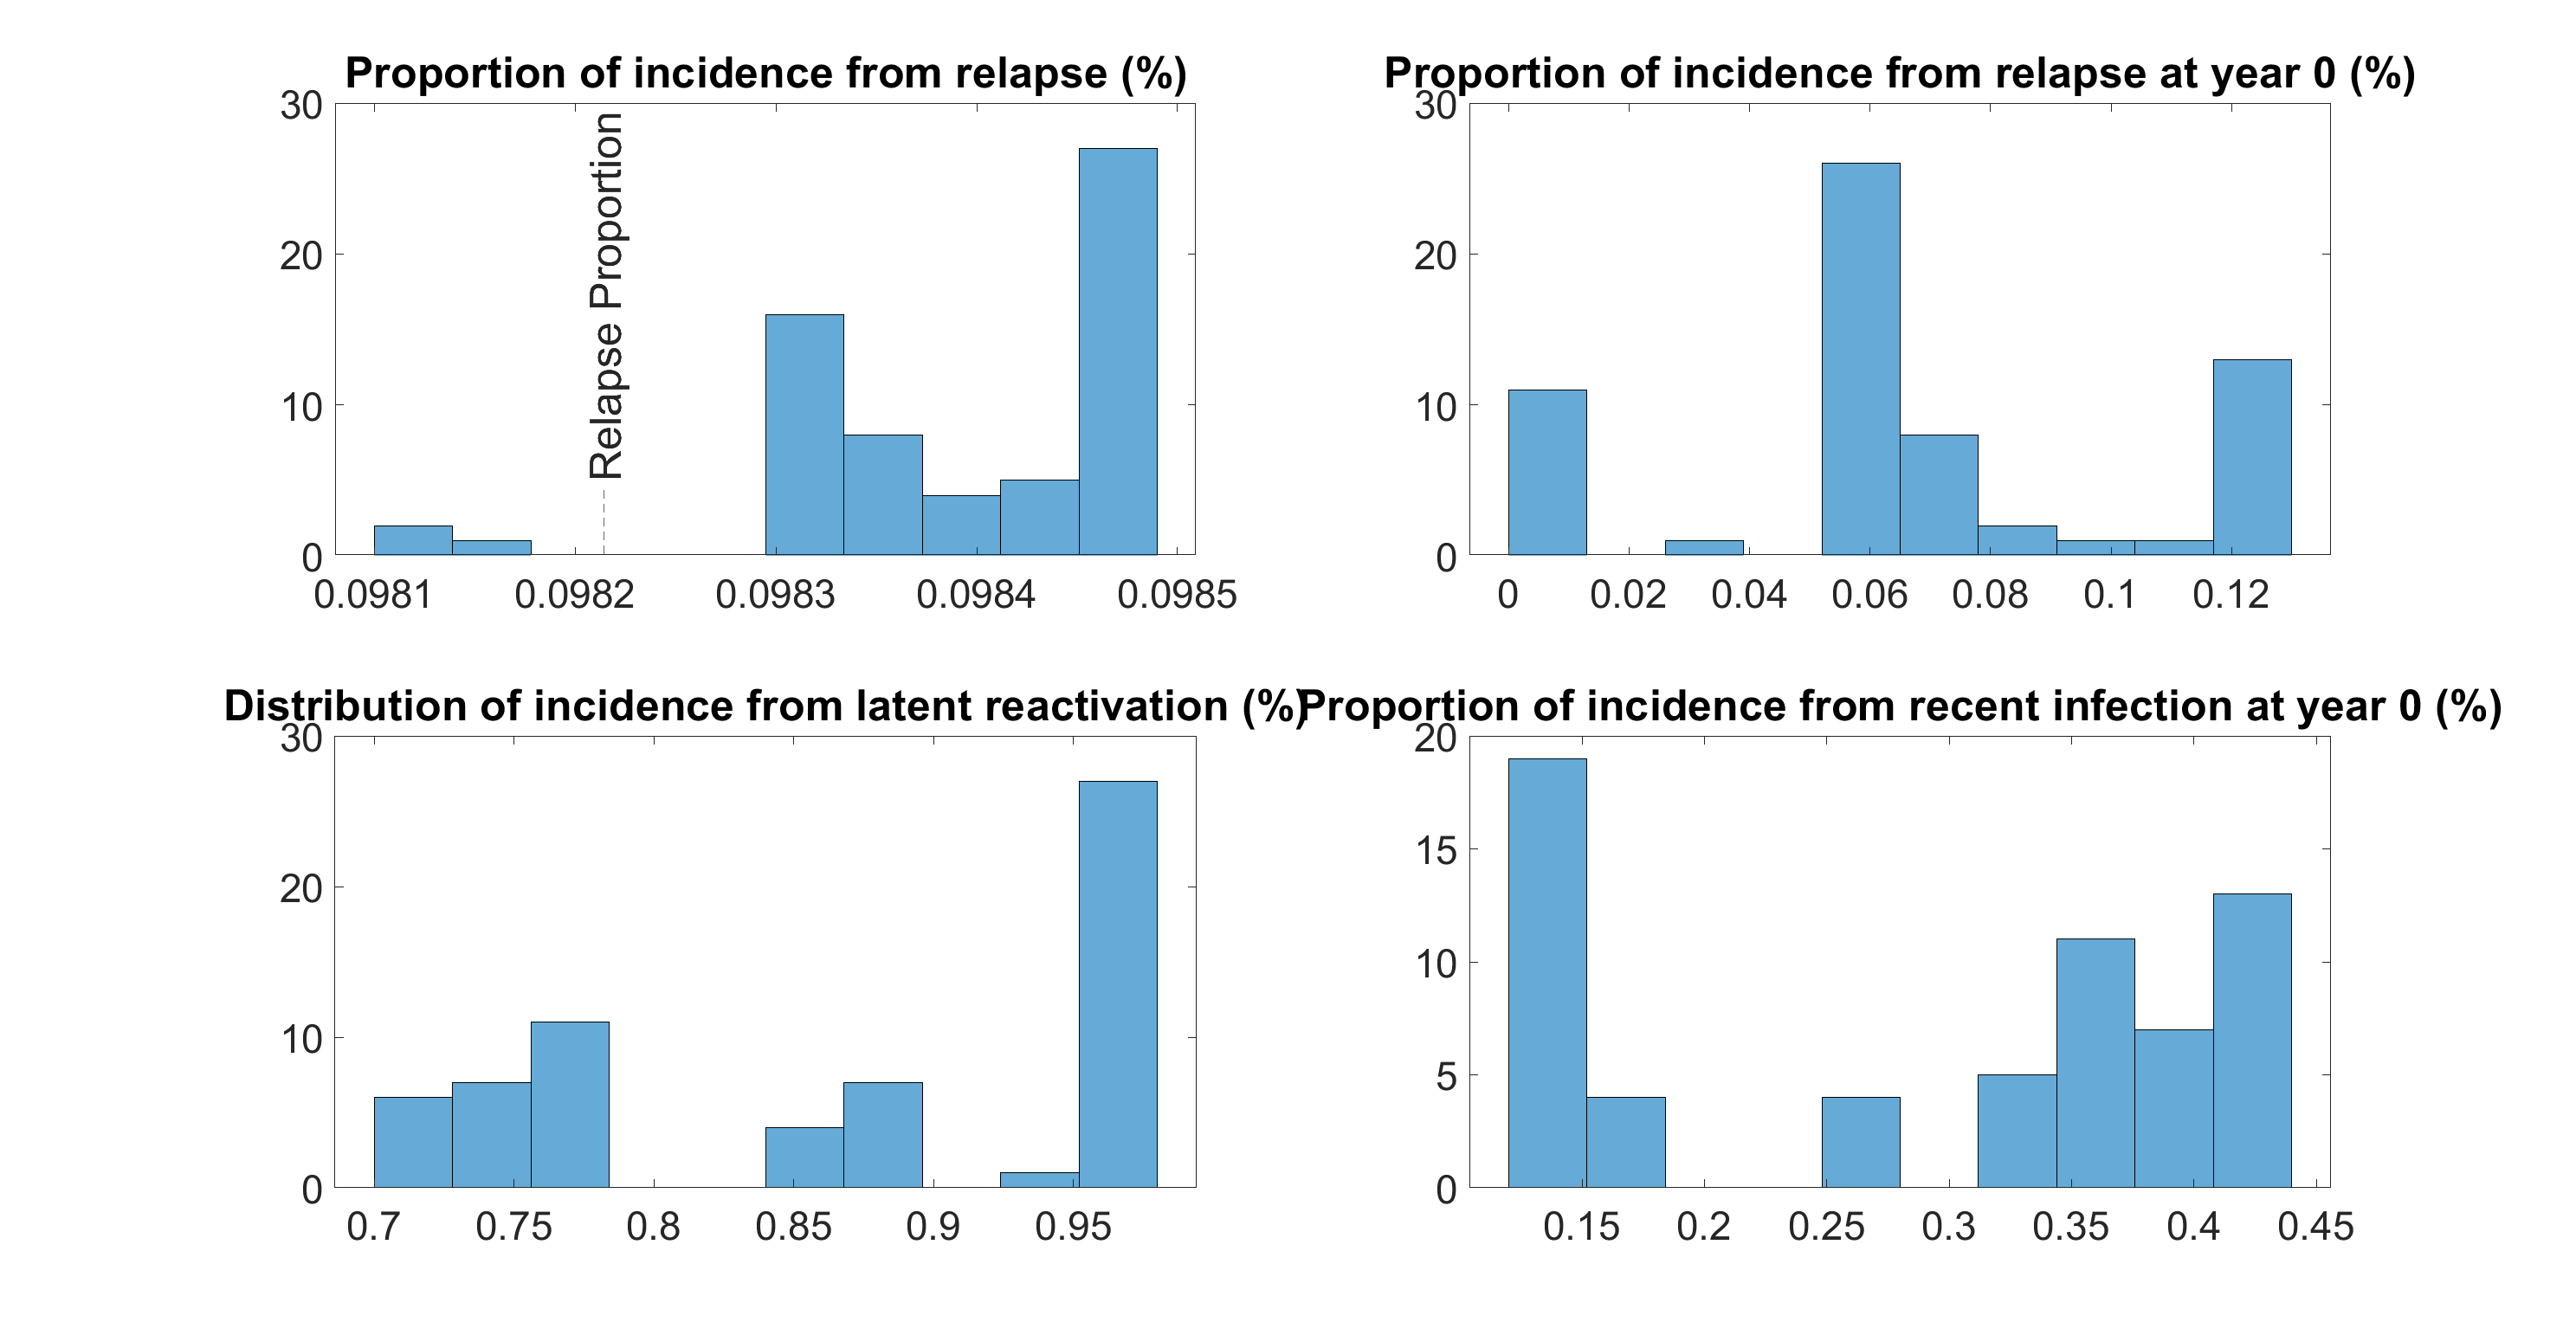 Proportion of incidence from relapse (%)
30
20
10
0
Relapse Proportion
0.0981 0.0982 0.0983 0.0984 0.0985
Proportion of incidence from relapse at year 0 (%)
30
20
10
0
0 0.02 0.04 0.06 0.08 0.1 0.12
Distribution of incidence from latent reactivation (%)
30
20
10
0
0.7 0.75 0.8 0.85 0.9 0.95
Proportion of incidence from recent infection at year 0 (%)
20
15
10
5
0
0.15 0.2 0.25 0.3 0.35 0.4 0.45